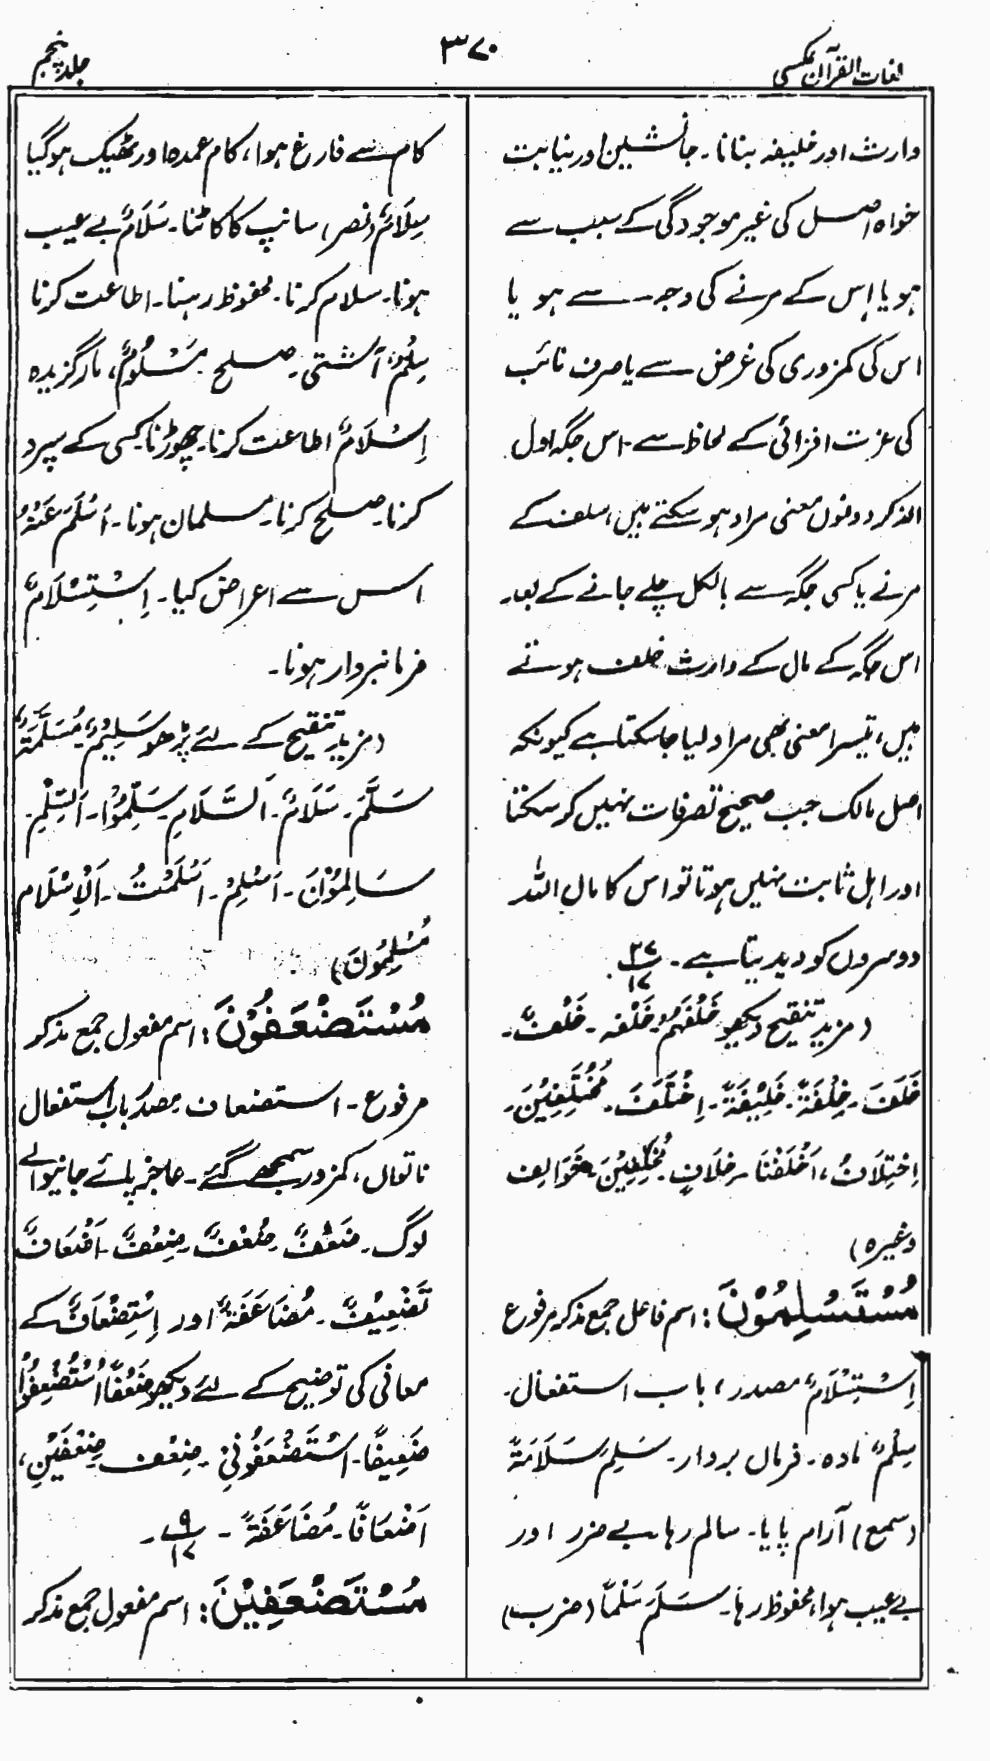 لغات القرآن عکسی
۳۷۰
جلد پنجم
وارث اور خلیفہ بنانا۔ جانشین اور نیابت
خواہ اصل کی غیر موجودگی کے سبب سے
ہو یا اِس کے مرنے کی وجہ سے ہو یا
اس کی کمزوری کی غرض سے یا صرف نائب
کی عزت افزائی کے لحاظ سے۔ اس جگہ اول
الذکر دونوں معنی مراد ہو سکتے ہیں، سلف کے
مرنے یا کسی جگہ سے بالکل چلے جانے کے بعد۔
اس جگہ کے مال کے وارث خلف ہوتے
ہیں، تیسرا معنی بھی مراد لیا جا سکتا ہے کیونکہ
اصل مالک جب صحیح تصرفات نہیں کر سکتا
اور اہل ثابت نہیں ہوتا تو اس کا مال اللہ
دوسروں کو دیدیتا ہے۔ ۲۷/۱۷
(مزید تنقیح دیکھو خَلْفَہُمْ۔ خَلْفہ۔ خَلْفٌ۔
خَلَفَ۔ خِلْفَةٌ۔ خَلِیْفَةٌ۔ اِخْتَلَفَ۔ مُخْتَلِفِیْنَ۔
اِخْتِلَافُ، اَخْلَفْنَا۔ خِلَافٍ۔ مُخْلِفِیْنَ۔ خَوَالِف
وغیرہ)
مُسْتَسْلِمُوْنَ: اسم فاعل جمع مذکر مرفوع
اِسْتِسْلَامٌ مصدر، باب استفعال۔
سِلْمٌ مادہ۔ فرماں بردار۔ سَلِمَ سَلَامَةً
(سمع) آرام پایا۔ سالم رہا بے ضرر اور
بے عیب ہوا، محفوظ رہا۔ سَلَمَ سَلْمًا (ضرب)
کام سے فارغ ہوا، کام عمدہ اور ٹھیک ہوگیا
سِلَامٌ (نصر) سانپ کا کاٹنا۔ سَلَامٌ بے عیب
ہونا۔ سلام کرنا۔ محفوظ رہنا۔ اطاعت کرنا
سِلْمٌ آشتی۔ صلح مَسْلُوْمٌ، مارگزیدہ
اِسْلَامٌ اطاعت کرنا۔ چھوڑنا کسی کے سپرد
کرنا۔ صلح کرنا۔ مسلمان ہونا۔ اَسْلَمَ عَنْہُ
اس سے اعراض کیا۔ اِسْتِسْلَامٌ
فرمانبردار ہونا۔
(مزید تنقیح کے لئے پڑھو سَلِیْمٌ، مُسَلَّمَةٌ
سَلَّمَ۔ سَلَامٌ۔ اَلسَّلَامِ۔ سَلِّمُوْا۔ اَلسِّلْمِ۔
سَالِمُوْنَ۔ اَسْلِمْ۔ اَسْلَمْتُ۔ اَلْاِسْلَام
مُسْلِمُوْنَ)
مُسْتَضْعَفُوْنَ: اسم مفعول جمع مذکر
مرفوع۔ استضعاف مصدر باب استفعال
ناتواں، کمزور سمجھے گئے۔ عاجز پائے جانیوالے
لوگ۔ ضَعْفٌ۔ ضُعْفٌ۔ ضِعْفٌ۔ اَضْعَافٌ
تَضْعِیْفٌ۔ مُضَاعَفَةٌ اور اِسْتِضْعَافٌ کے
معانی کی توضیح کے لئے دیکھو ضَعْفًا اُسْتُضْعِفُوْا
ضَعِیفًا۔ اسْتَضْعَفُوْنِیْ۔ ضِعْف۔ ضِعْفَیْنِ،
اَضْعَافًا۔ مُضَاعَفَةً ۔ ۹/۱۷۔
مُسْتَضْعَفِیْنَ: اسم مفعول جمع مذکر